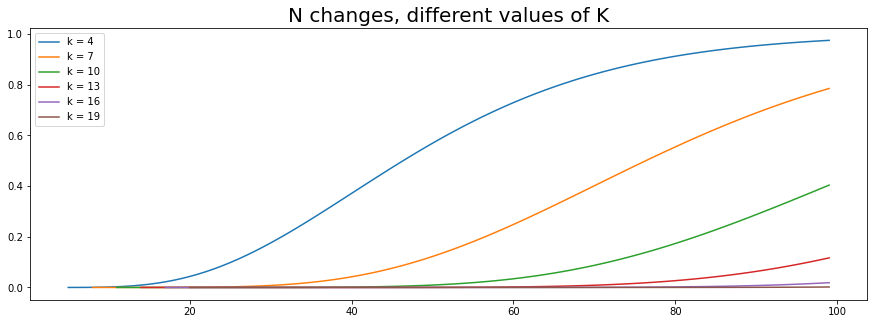 N changes, different values of K
1.0
0.8
0.6
0.4
0.2
0.0
k = 4
k = 7
k = 10
k = 13
k = 16
k = 19
20
40
60
80
100